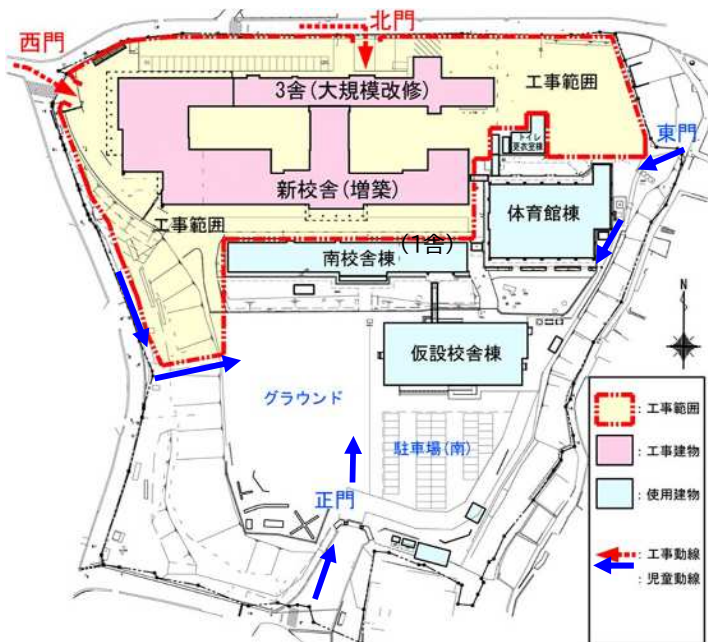 北門
西門
3舎(大規模改修)
工事範囲
トイレ
更衣室棟
東門
新校舎(増築)
体育館棟
工事範囲
(1舎)
南校舎棟
N
仮設校舎棟
グラウンド
駐車場(南)
正門
:工事範囲
:工事建物
:使用建物
:工事動線
:児童動線